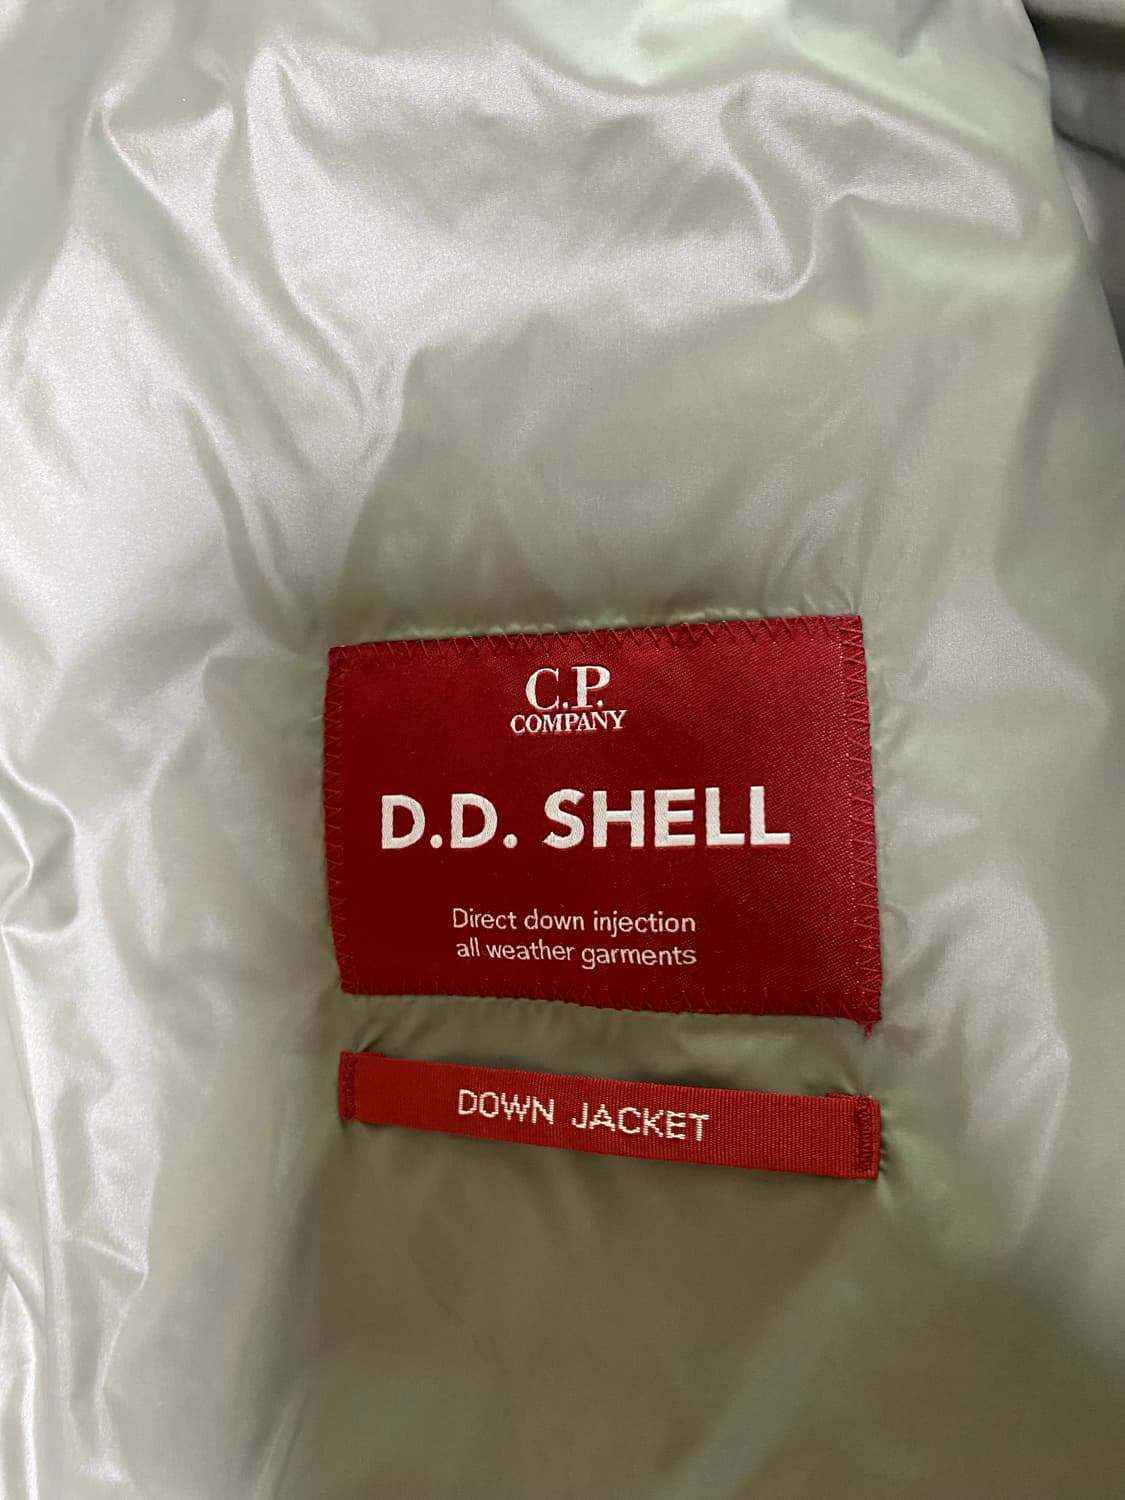 C.P.
COMPANY
D.D. SHELL
Direct down injection
all weather garments
DOWN JACKET